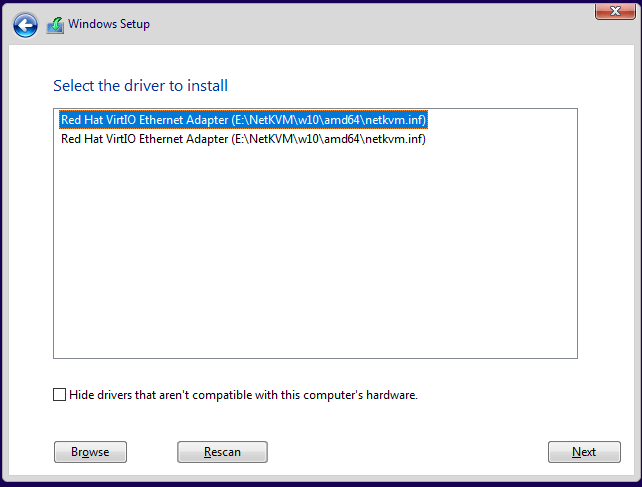 Windows Setup
Select the driver to install
Red Hat VirtIO Ethernet Adapter (E:\NetKVM\w10\amd64\netkvm.inf)
Red Hat VirtIO Ethernet Adapter (E:\NetKVM\w10\amd64\netkvm.inf)
Hide drivers that aren't compatible with this computer's hardware.
Browse Rescan Next